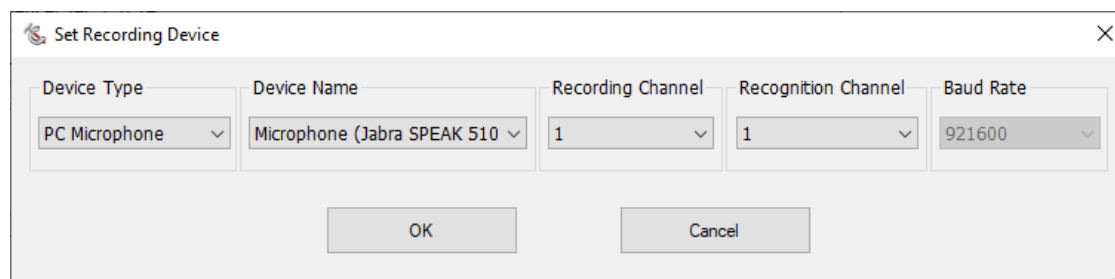 Set Recording Device
Device Type
Device Name
Recording Channel
Recognition Channel
Baud Rate
PC Microphone
Microphone (Jabra SPEAK 510
1
1
921600
OK
Cancel